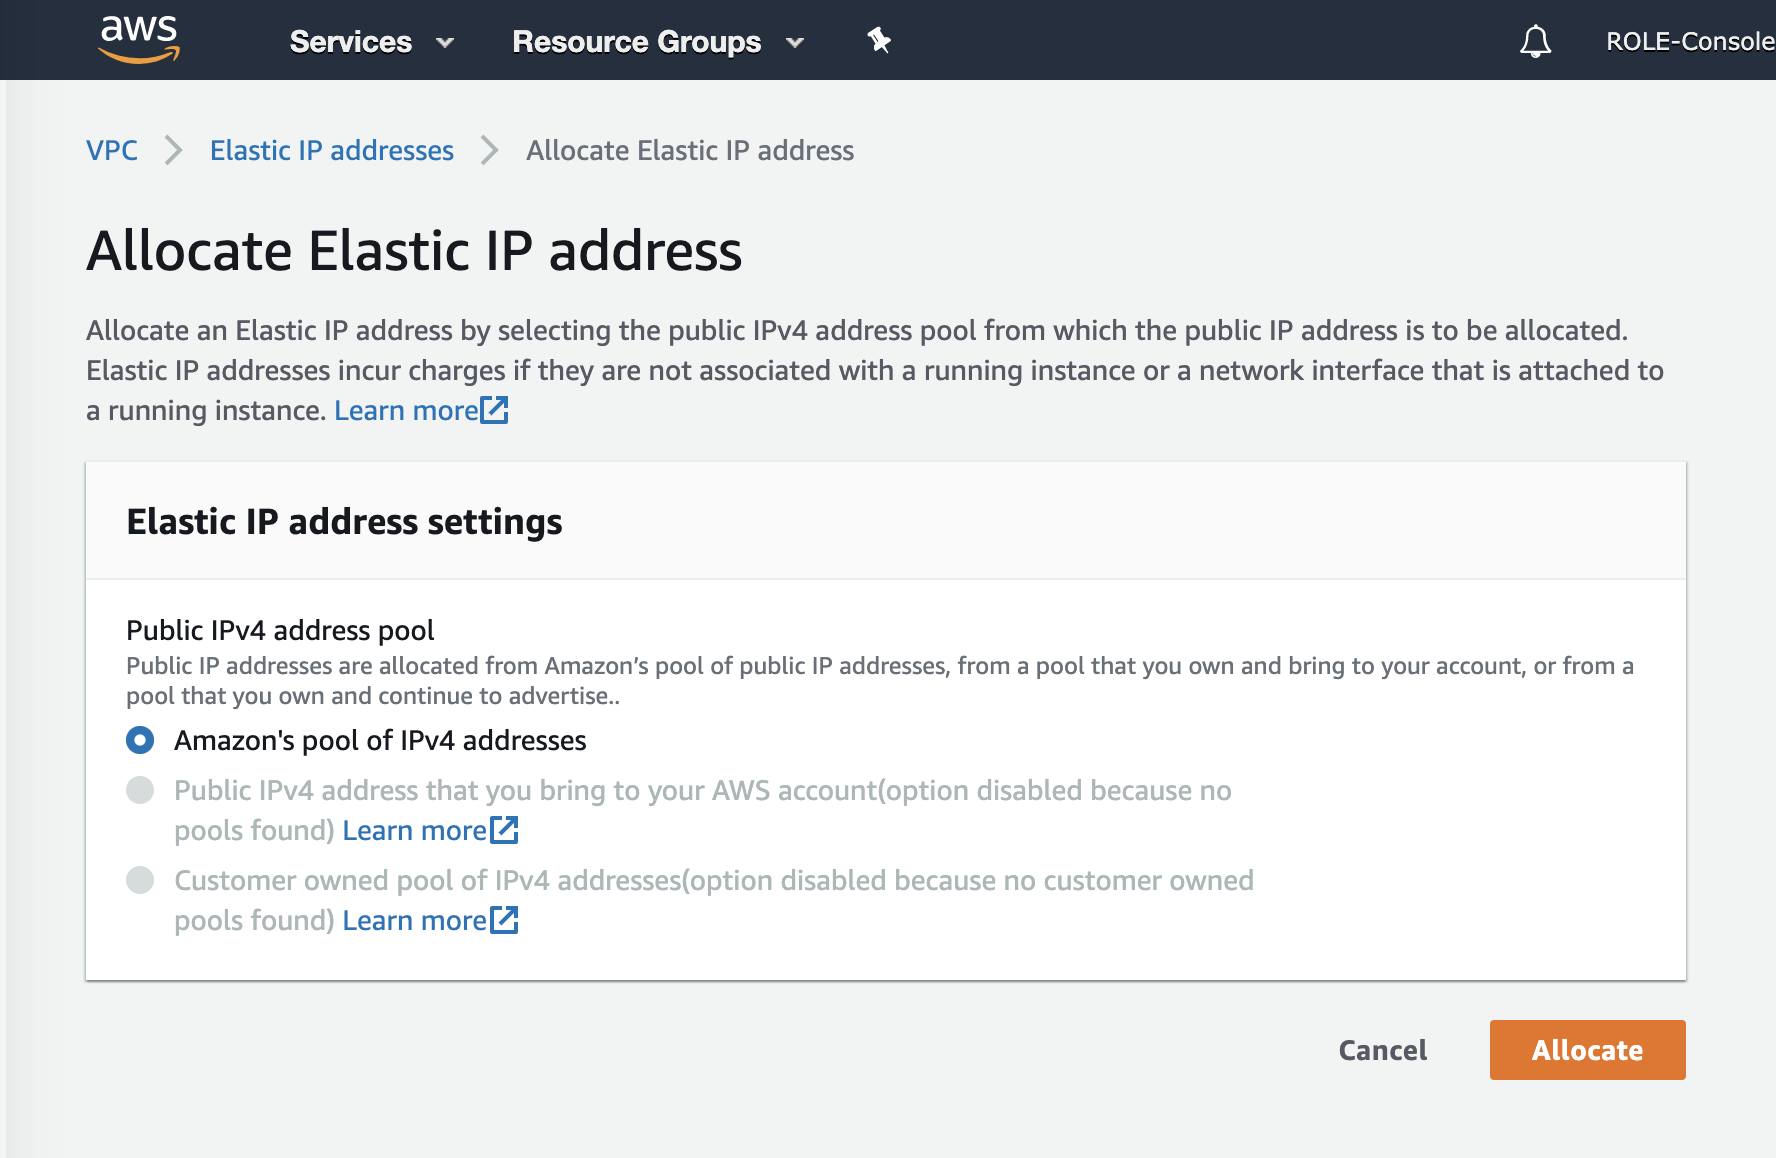 aws Services Resource Groups ROLE-Console
VPC Elastic IP addresses Allocate Elastic IP address
Allocate Elastic IP address
Allocate an Elastic IP address by selecting the public IPv4 address pool from which the public IP address is to be allocated.
Elastic IP addresses incur charges if they are not associated with a running instance or a network interface that is attached to
a running instance. Learn more
Elastic IP address settings
Public IPv4 address pool
Public IP addresses are allocated from Amazon’s pool of public IP addresses, from a pool that you own and bring to your account, or from a
pool that you own and continue to advertise..
Amazon's pool of IPv4 addresses
Public IPv4 address that you bring to your AWS account(option disabled because no
pools found) Learn more
Customer owned pool of IPv4 addresses(option disabled because no customer owned
pools found) Learn more
Cancel Allocate